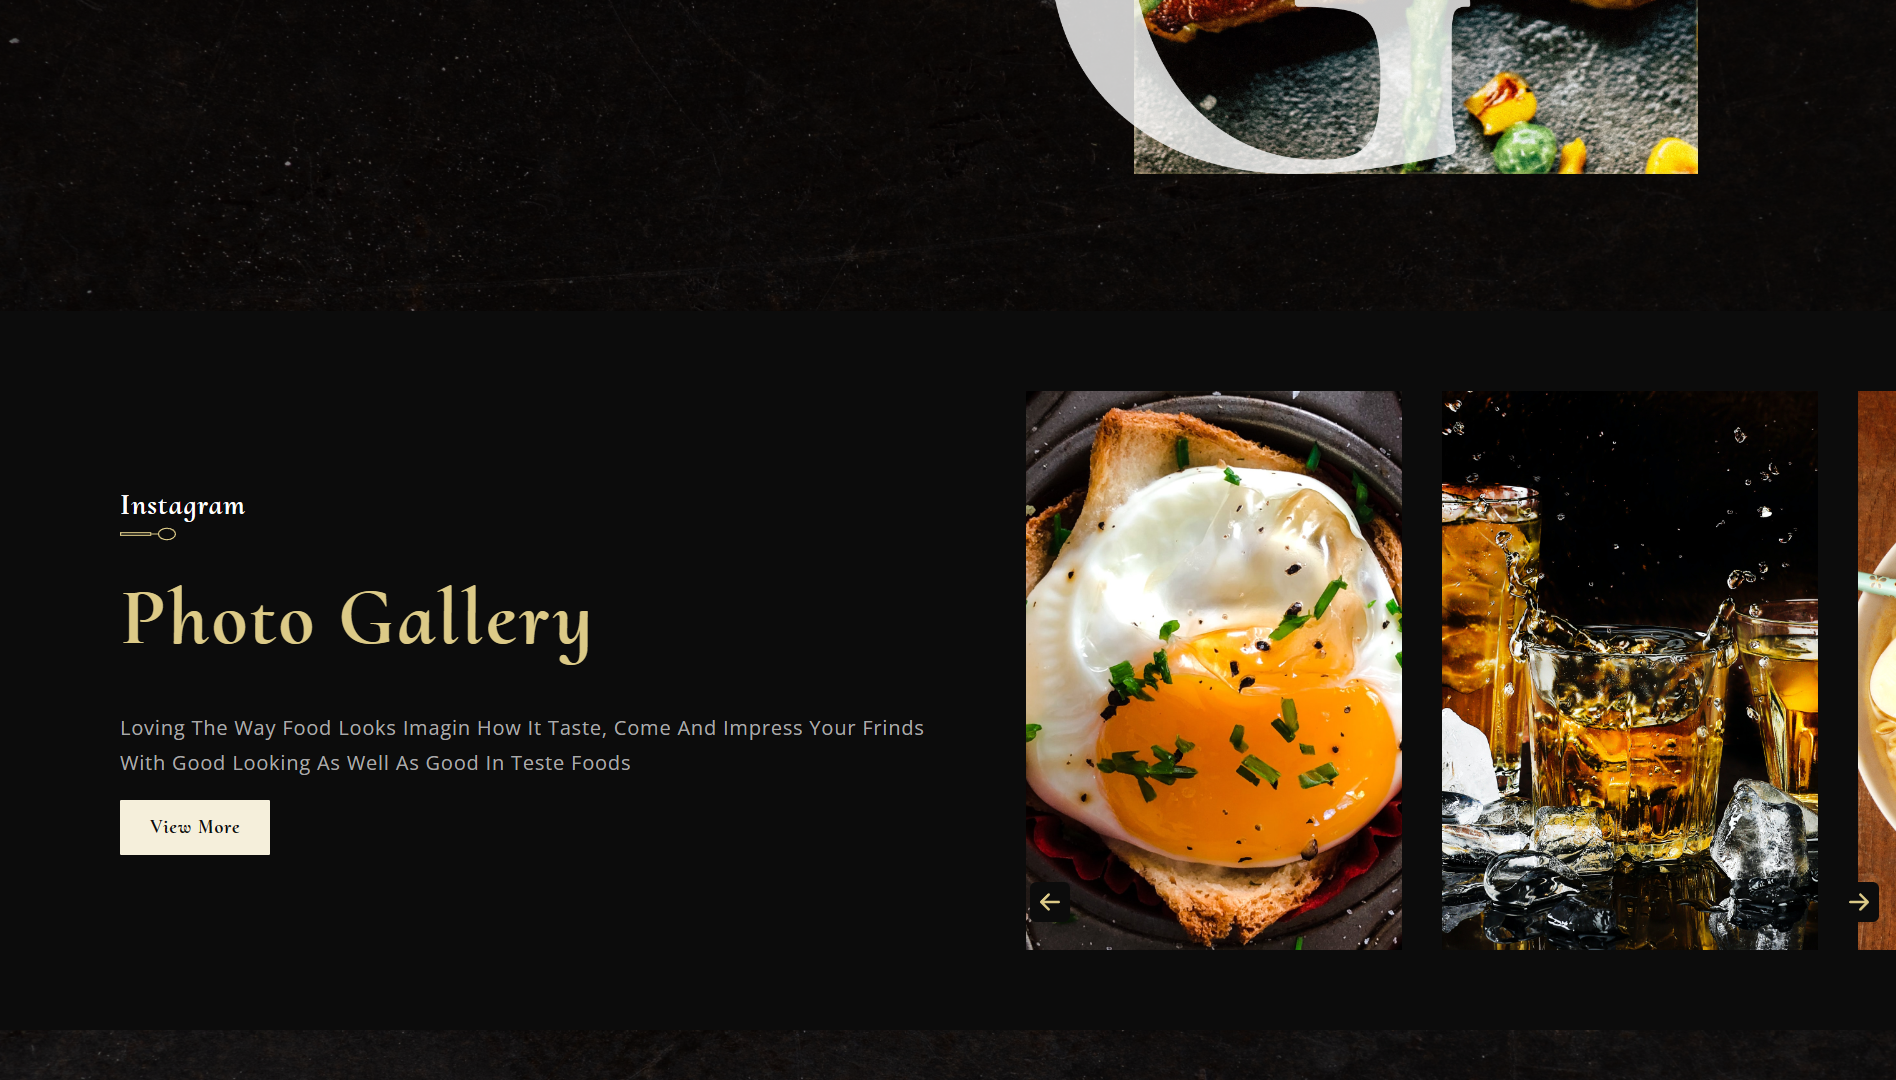 G
Instagram
Photo Gallery
Loving The Way Food Looks Imagin How It Taste, Come And Impress Your Frinds
With Good Looking As Well As Good In Teste Foods
View More